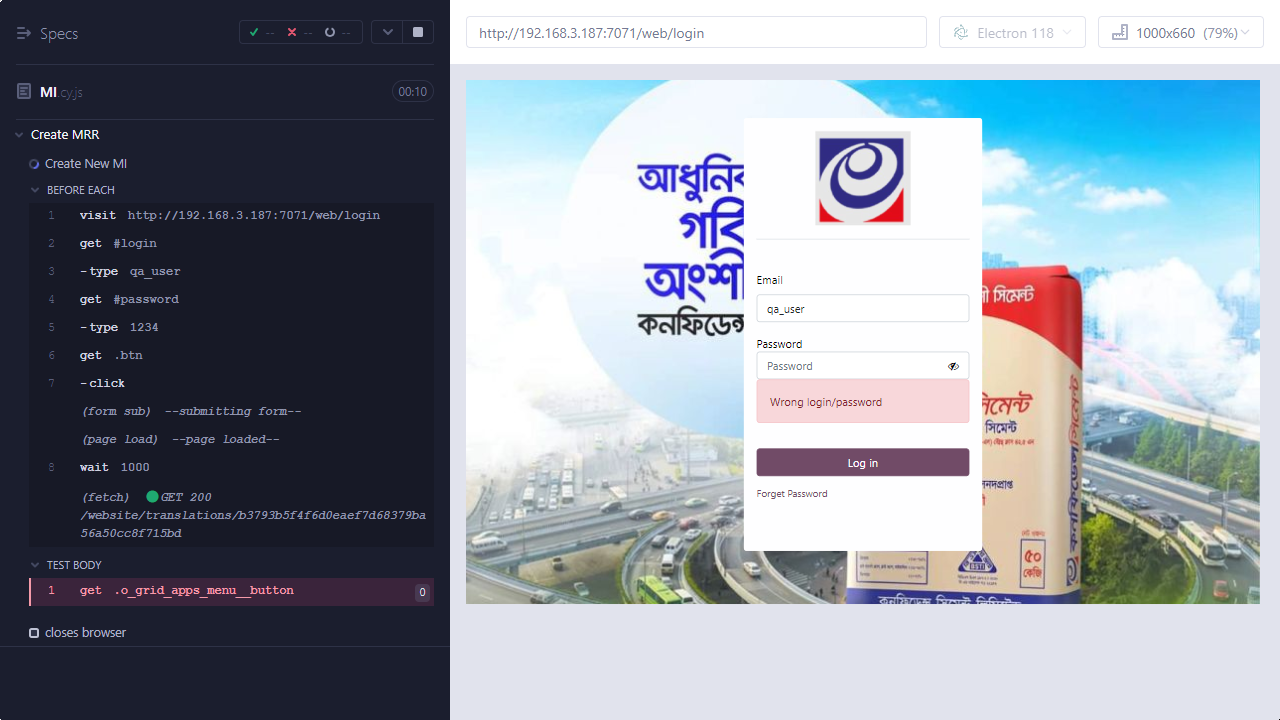 Specs
-- -- --
MI.cy.js
00:10
Create MRR
Create New MI
BEFORE EACH
1 visit http://192.168.3.187:7071/web/login
2 get #login
3 -type qa_user
4 get #password
5 -type 1234
6 get .btn
7 -click
(form sub) --submitting form--
(page load) --page loaded--
8 wait 1000
(fetch) GET 200
/website/translations/b3793b5f4f6d0eaef7d68379ba
56a50cc8f715bd
TEST BODY
1 get .o_grid_apps_menu__button 0
closes browser
http://192.168.3.187:7071/web/login
Electron 118
1000x660 (79%)
Email
qa_user
Password
Password
Wrong login/password
Log in
Forget Password
সিমেন্ট
সিমেন্ট
৫০
কেজি
কনফিডেন্স সিমেন্ট লিমিটেড